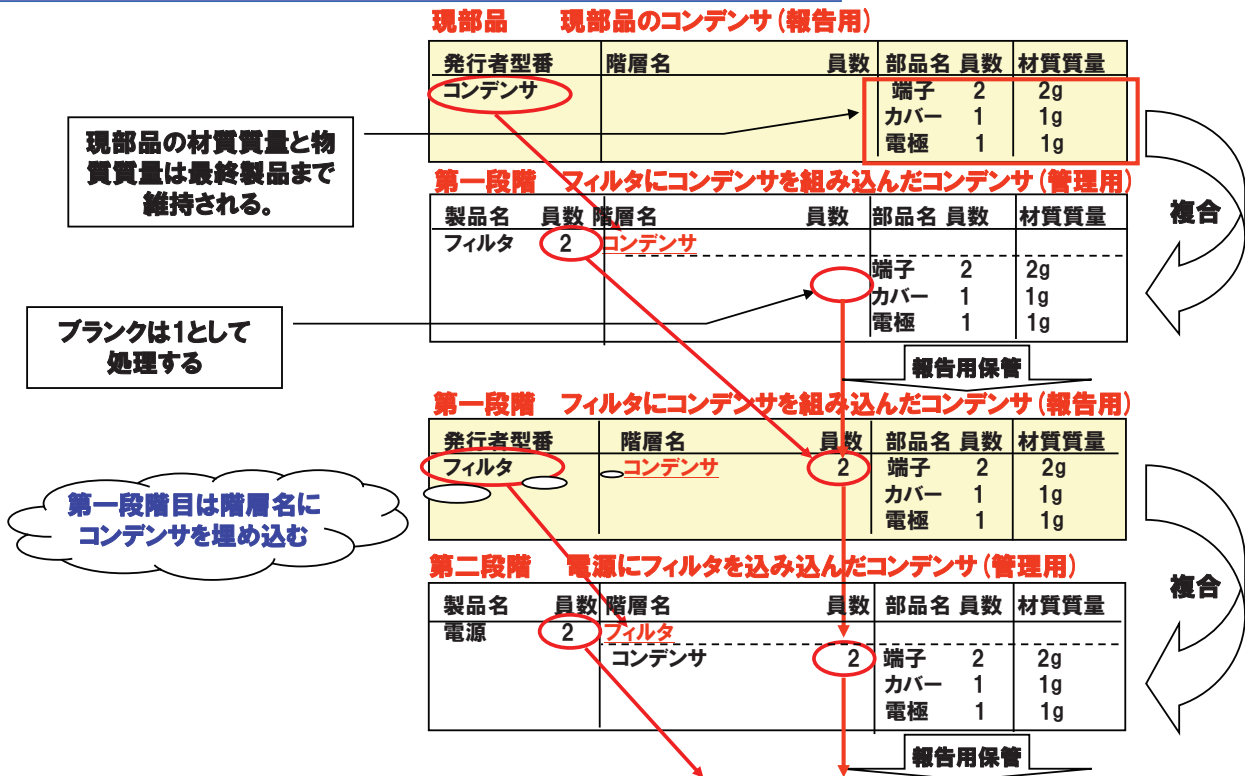 現部品　現部品のコンデンサ（報告用）
発行者型番 階層名 員数 部品名 員数 材質質量
コンデンサ 端子 2 2g
カバー 1 1g
電極 1 1g
現部品の材質質量と物
質質量は最終製品まで
維持される。
複合
第一段階　フィルタにコンデンサを組み込んだコンデンサ（管理用）
製品名 員数 階層名 員数 部品名 員数 材質質量
フィルタ 2 コンデンサ
端子 2 2g
カバー 1 1g
電極 1 1g
ブランクは1として
処理する
報告用保管
第一段階　フィルタにコンデンサを組み込んだコンデンサ（報告用）
発行者型番 階層名 員数 部品名 員数 材質質量
フィルタ コンデンサ 2 端子 2 2g
カバー 1 1g
電極 1 1g
第一段階目は階層名に
コンデンサを埋め込む
複合
第二段階　電源にフィルタを込み込んだコンデンサ（管理用）
製品名 員数 階層名 員数 部品名 員数 材質質量
電源 2 フィルタ
コンデンサ 2 端子 2 2g
カバー 1 1g
電極 1 1g
報告用保管